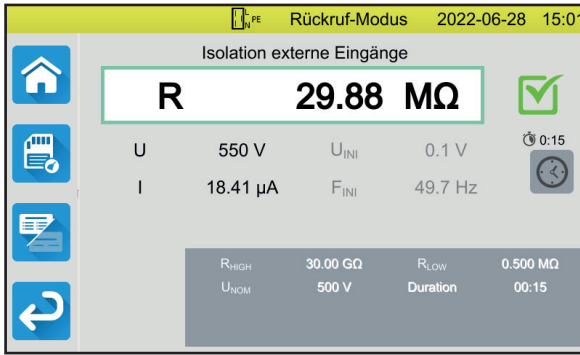 L N PE Rückruf-Modus 2022-06-28 15:01
Isolation externe Eingänge
R 29.88 MΩ
0:15
U 550 V UINI 0.1 V
I 18.41 µA FINI 49.7 Hz
RHIGH 30.00 GΩ RLOW 0.500 MΩ
UNOM 500 V Duration 00:15